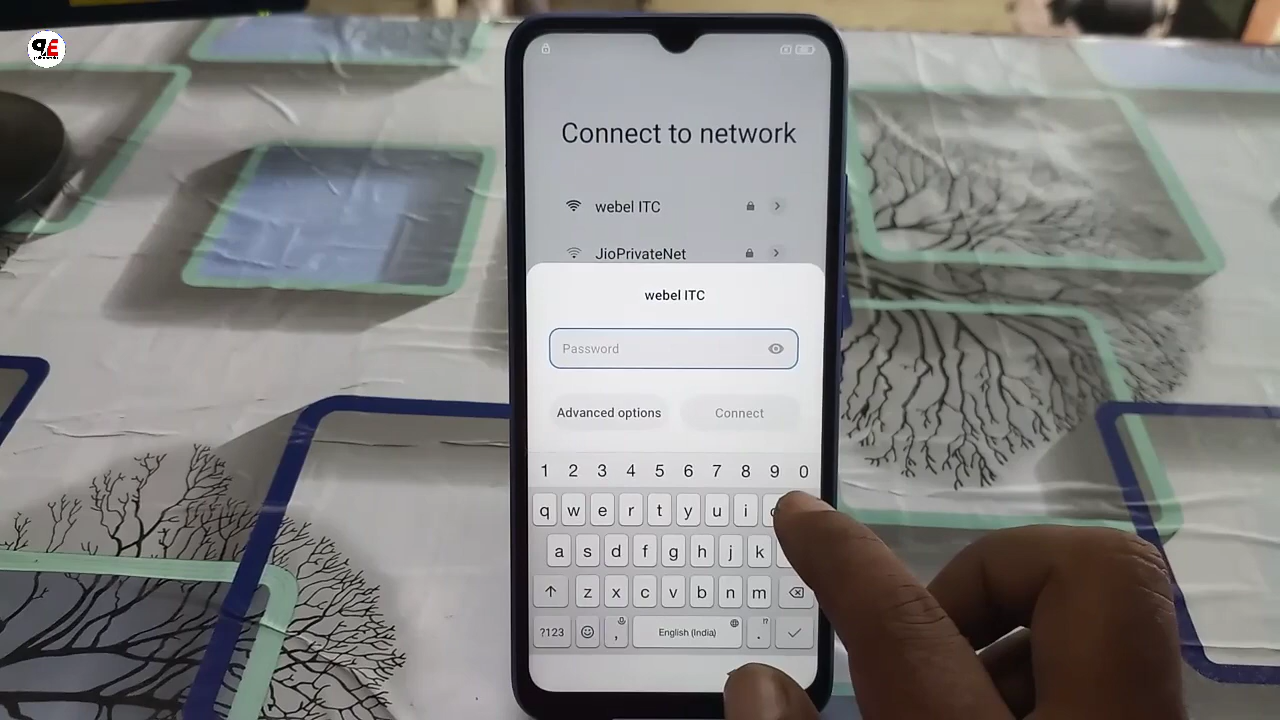 Connect to network
webel ITC
JioPrivateNet
webel ITC
Password
Advanced options Connect
1 2 3 4 5 6 7 8 9 0
q w e r t y u i
a s d f g h j k
z x c v b n m
?123 , English (India) . !?